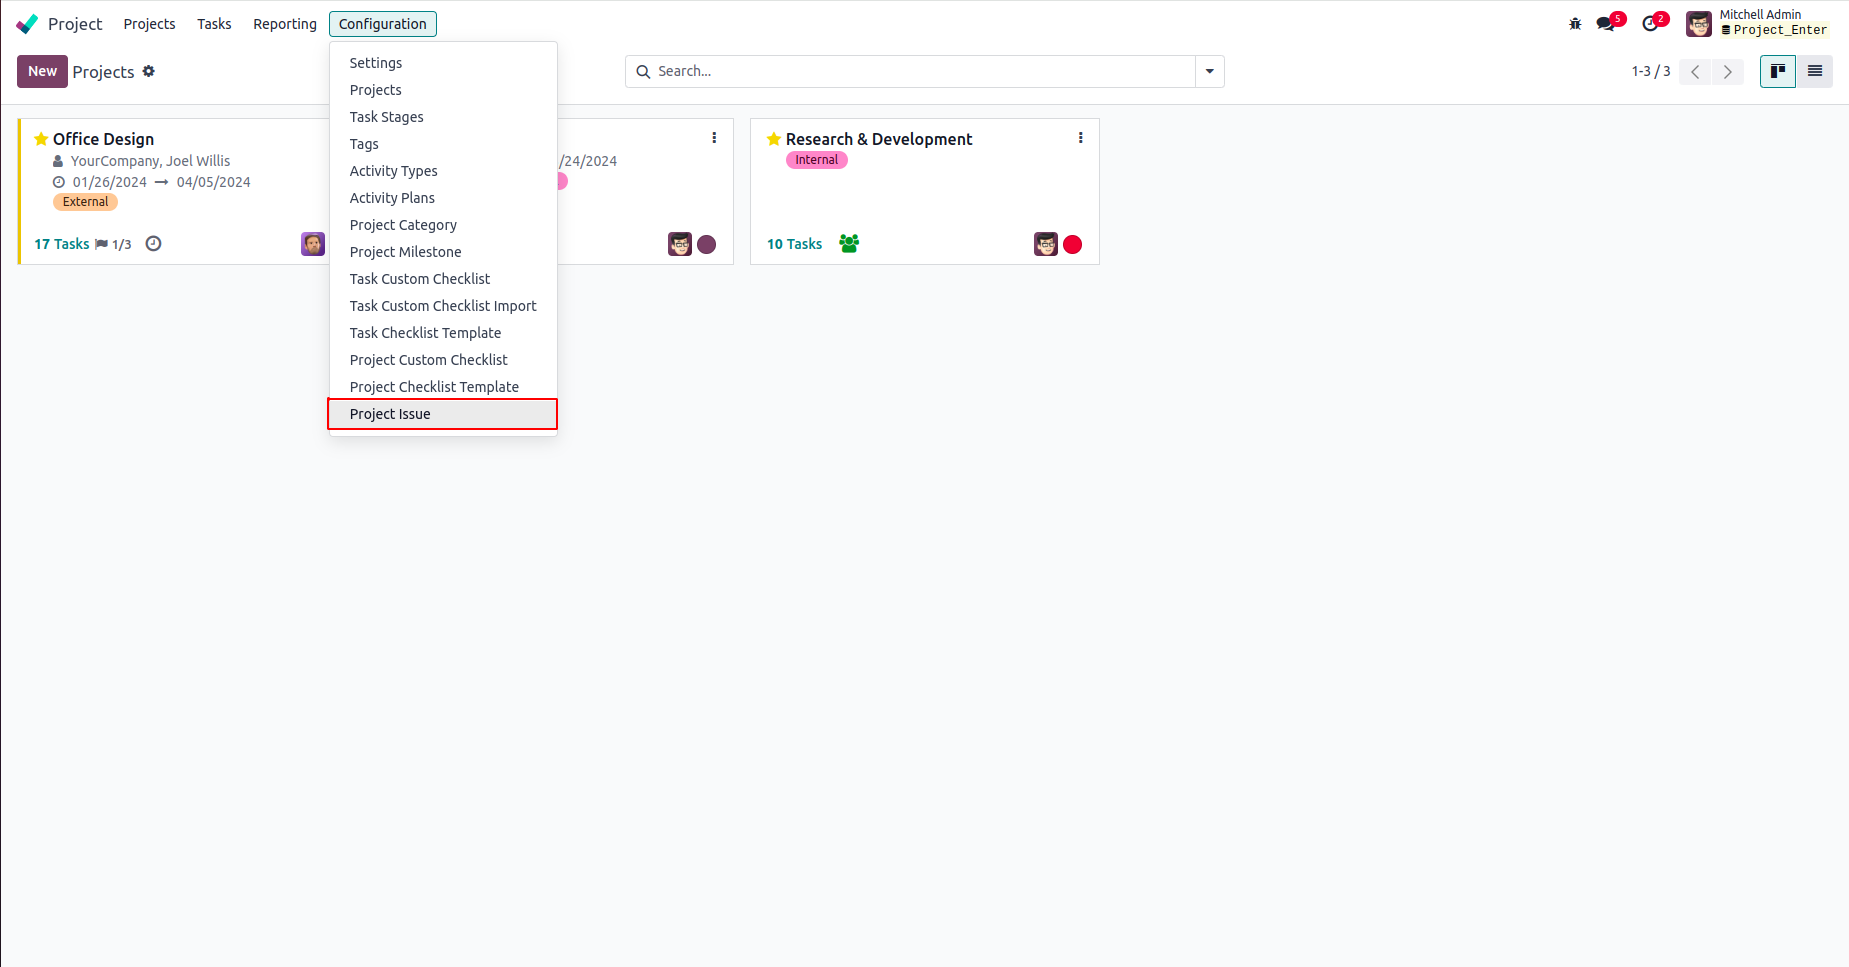 Project Projects Tasks Reporting Configuration 5 2 Mitchell Admin
Project_Enter
New Projects Search... 1-3 / 3
Settings
Projects
Task Stages
Tags
Activity Types
Activity Plans
Project Category
Project Milestone
Task Custom Checklist
Task Custom Checklist Import
Task Checklist Template
Project Custom Checklist
Project Checklist Template
Project Issue
Office Design
YourCompany, Joel Willis
01/26/2024 → 04/05/2024
External
17 Tasks 1/3
/24/2024
Research & Development
Internal
10 Tasks